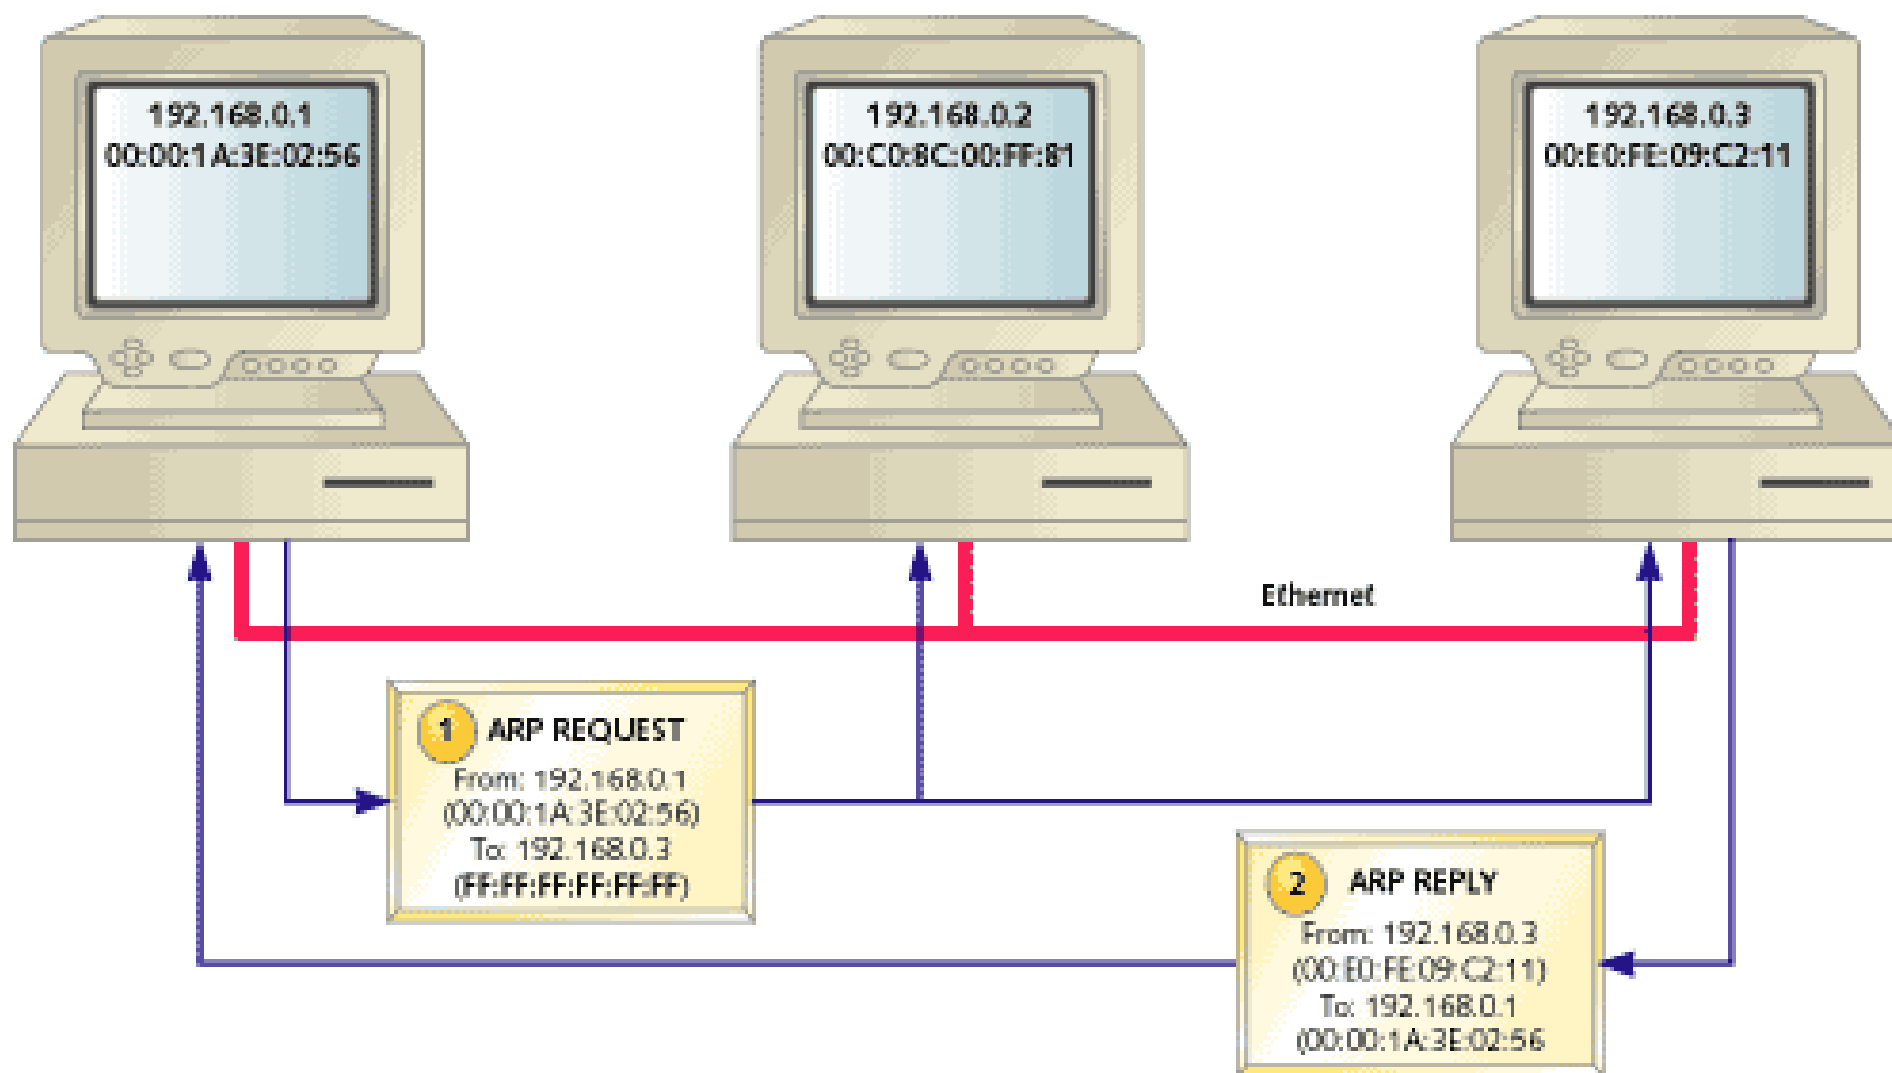 192.168.0.1
00:00:1A:3E:02:56
192.168.0.2
00:C0:8C:00:FF:81
192.168.0.3
00:E0:FE:09:C2:11
Ethernet
1 ARP REQUEST
From: 192.168.0.1
(00:00:1A:3E:02:56)
To: 192.168.0.3
(FF:FF:FF:FF:FF:FF)
2 ARP REPLY
From: 192.168.0.3
(00:E0:FE:09:C2:11)
To: 192.168.0.1
(00:00:1A:3E:02:56